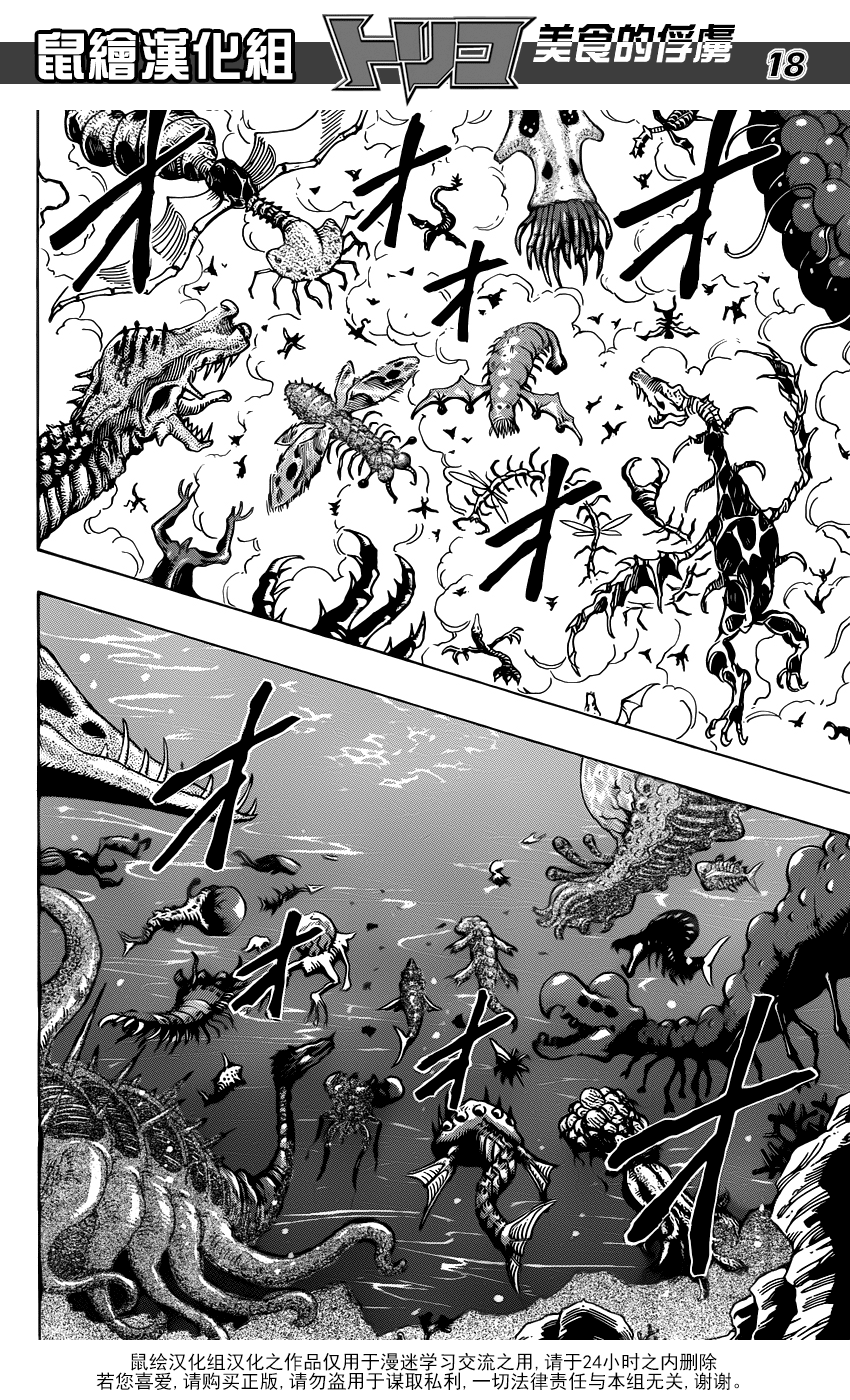 鼠繪漢化組
トリコ
美食的俘虜
18
オ
オ
オ
オ
オ
オ
オ
オ
オ
鼠绘汉化组汉化之作品仅用于漫迷学习交流之用,请于24小时之内删除
若您喜爱,请购买正版,请勿盗用于谋取私利,一切法律责任与本组无关,谢谢。